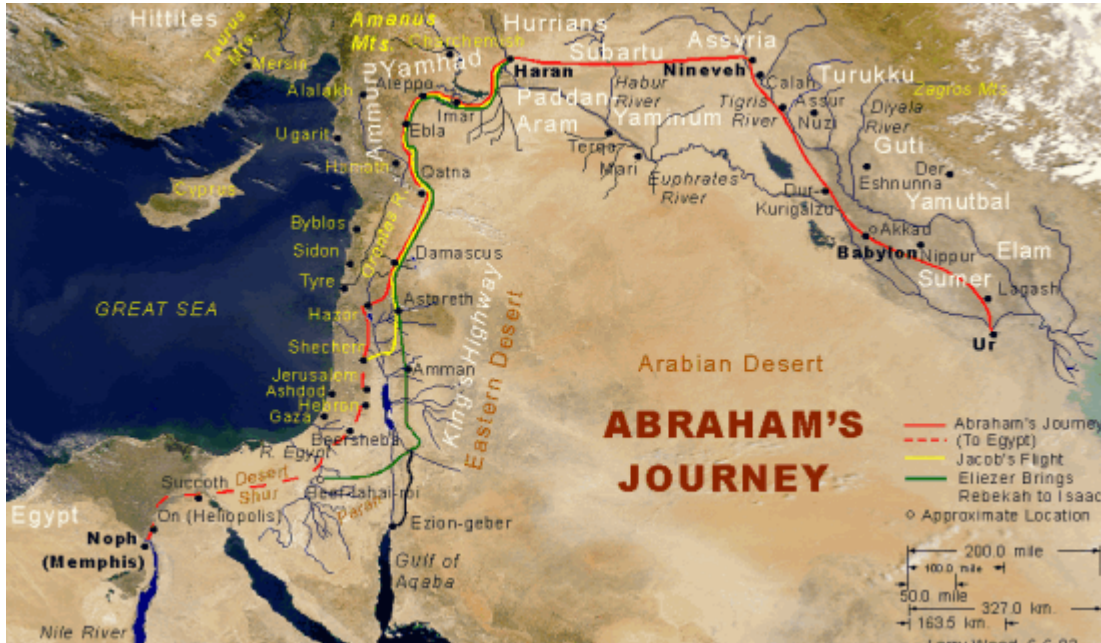 Hittites
Taurus
Mts.
Mersin
Amanus
Mts.
Charchemish
Hurrians
Subartu
Assyria
Yamhad
Haran
Nineveh
Calah
Turukku
Zagros Mts.
Alalakh
Aleppo
Imar
Paddan
Aram
Habur
River
Tigris
River
Assur
Nuzi
Diyala
River
Amnuru
Ebla
Yaminum
Ugarit
Terqa
Mari
Guti
Hamath
Qatna
Euphrates
River
Der
Eshnunna
Cyprus
Dur-
Kurigalzu
Yamutbal
Orontes R.
Byblos
Akkad
Babylon
Nippur
Elam
Sidon
Damascus
Sumer
Lagash
Tyre
GREAT SEA
Hazor
Astoreth
Ur
King's Highway
Eastern Desert
Shechem
Arabian Desert
Jerusalem
Amman
Ashdod
Hebron
Gaza
ABRAHAM'S
JOURNEY
Beersheba
R. Egypt
Abraham's Journey
(To Egypt)
Jacob's Flight
Eliezer Brings
Rebekah to Isaac
Approximate Location
Succoth
Desert
Shur
Beer-lahai-roi
Paran
Egypt
On (Heliopolis)
Ezion-geber
Noph
(Memphis)
Gulf of
Aqaba
200.0 mile
100.0 mile
50.0 mile
327.0 km.
163.5 km.
Nile River